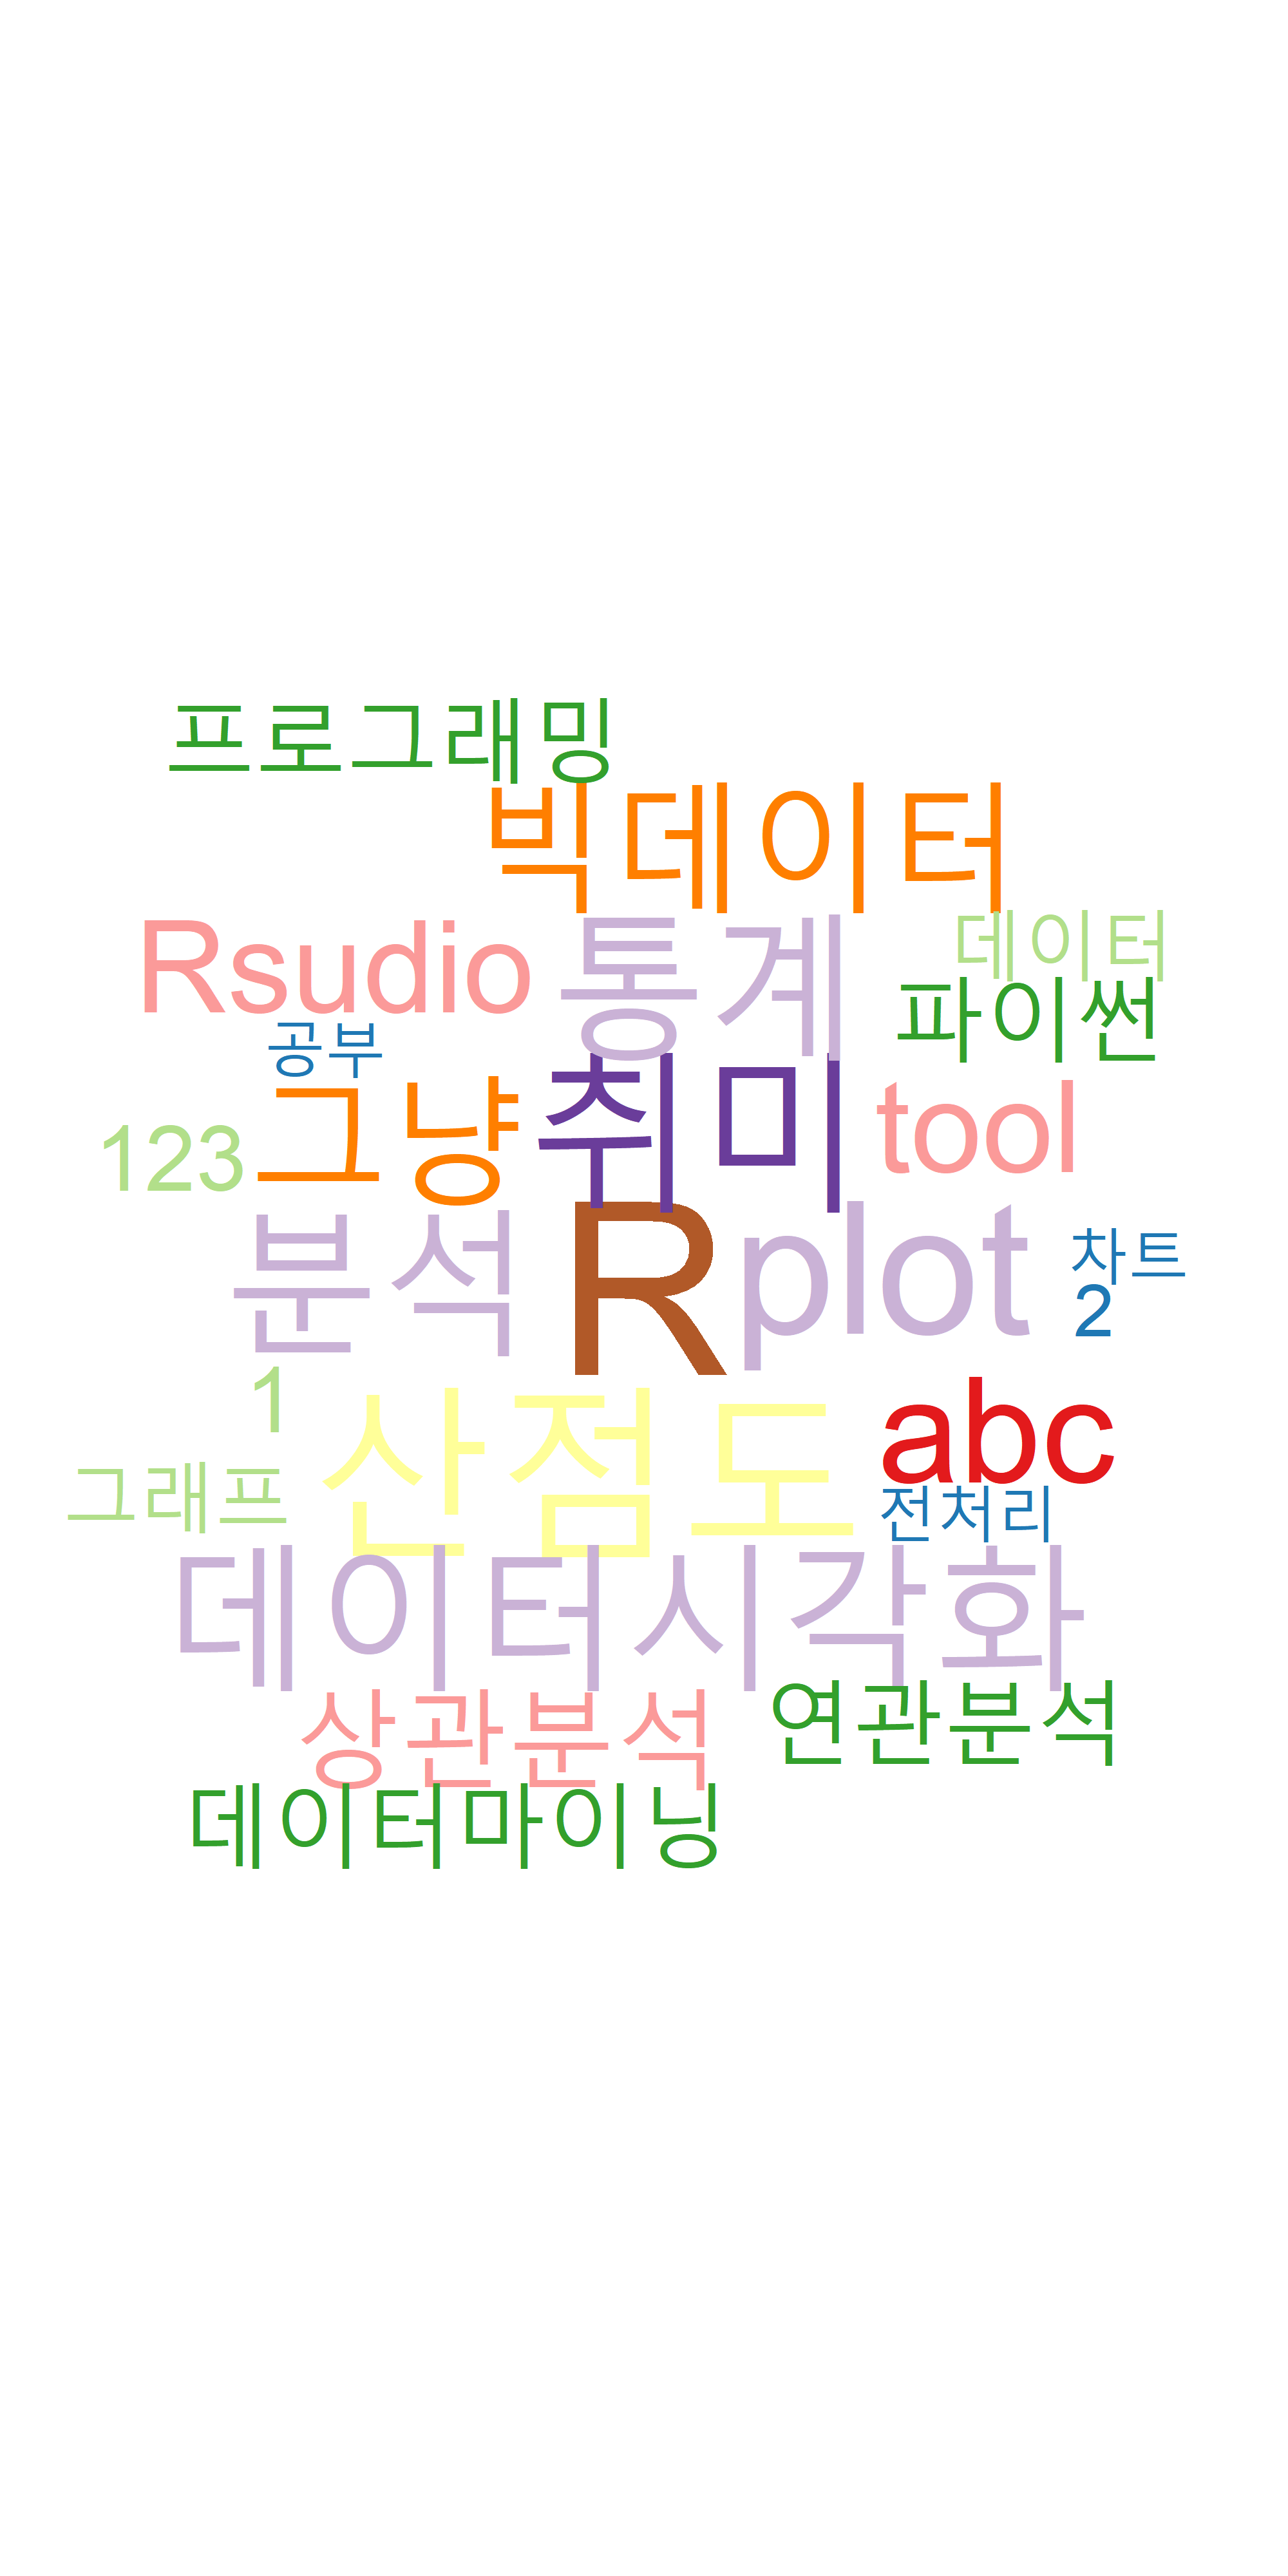 프로그래밍
빅데이터
Rsudio 통계 데이터
파이썬
공부
123 그냥 취미 tool
분석 R plot 차트
2
1 산점도 abc
그래프 전처리
데이터시각화
상관분석 연관분석
데이터마이닝